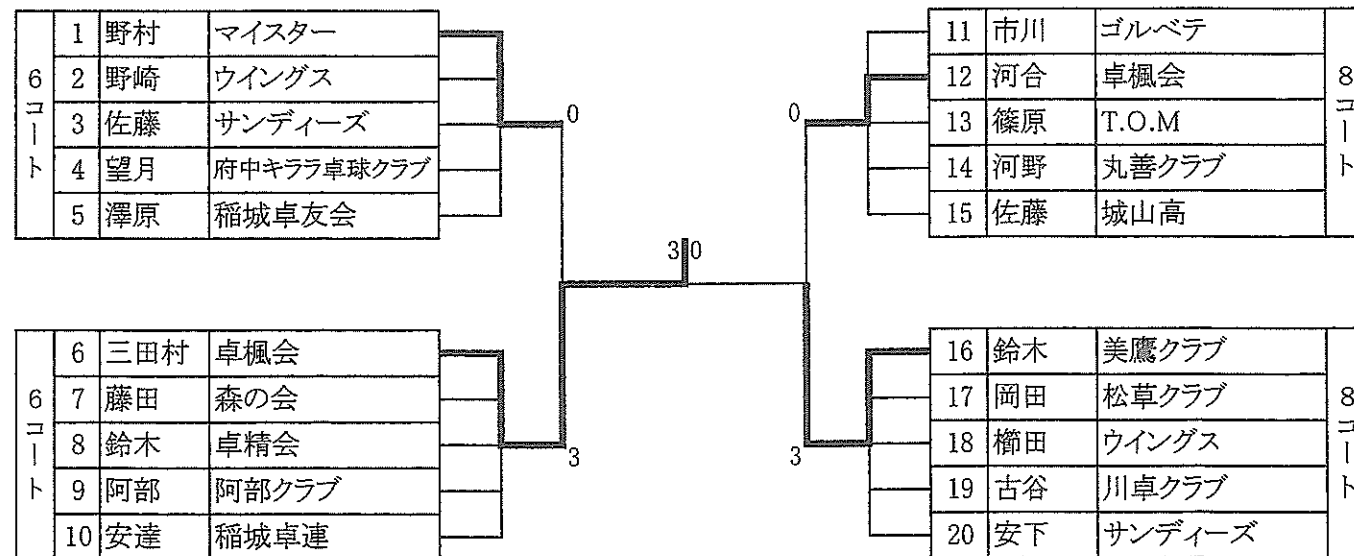 6コート
1 野村 マイスター
2 野崎 ウイングス
3 佐藤 サンディーズ
4 望月 府中キララ卓球クラブ
5 澤原 稲城卓友会
0
0
11 市川 ゴルベテ
12 河合 卓楓会
13 篠原 T.O.M
14 河野 丸善クラブ
15 佐藤 城山高
8コート
3 0
6コート
6 三田村 卓楓会
7 藤田 森の会
8 鈴木 卓精会
9 阿部 阿部クラブ
10 安達 稲城卓連
3
3
16 鈴木 美鷹クラブ
17 岡田 松草クラブ
18 櫛田 ウイングス
19 古谷 川卓クラブ
20 安下 サンディーズ
8コート